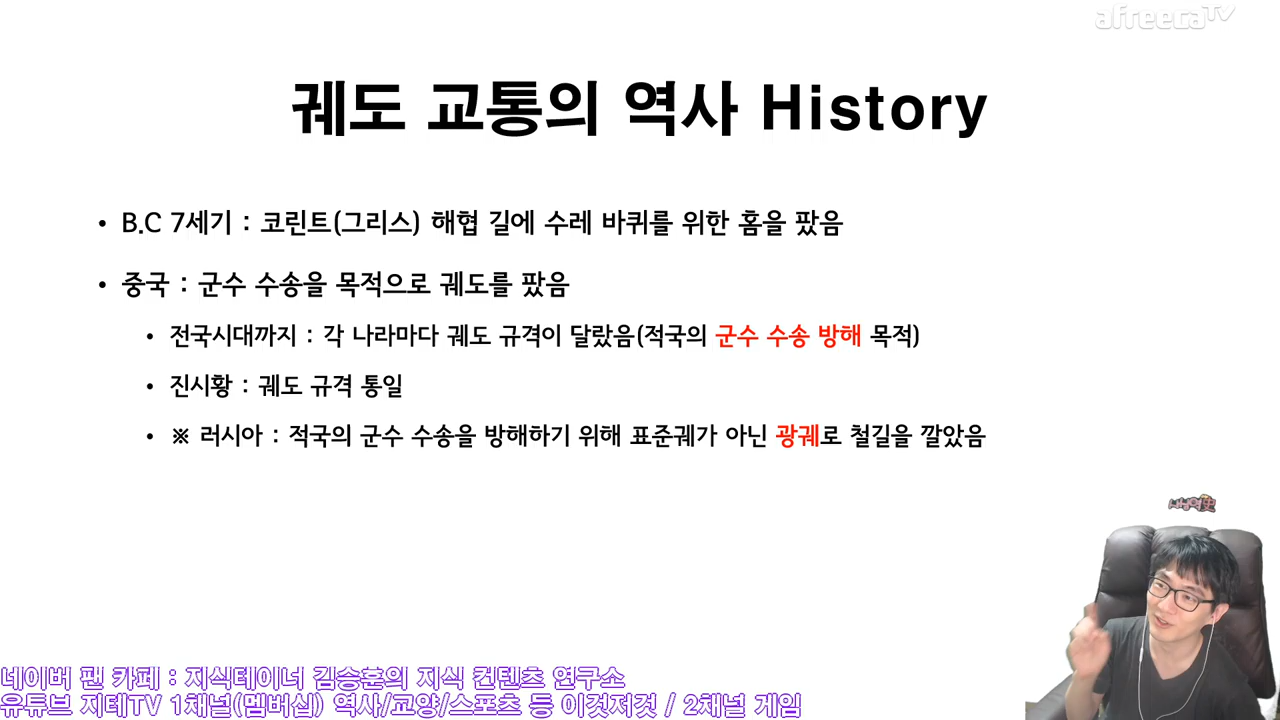 afreecaTV
궤도 교통의 역사 History
• B.C 7세기 : 코린트(그리스) 해협 길에 수레 바퀴를 위한 홈을 팠음
• 중국 : 군수 수송을 목적으로 궤도를 팠음
• 전국시대까지 : 각 나라마다 궤도 규격이 달랐음(적국의 군수 수송 방해 목적)
• 진시황 : 궤도 규격 통일
• ※ 러시아 : 적국의 군수 수송을 방해하기 위해 표준궤가 아닌 광궤로 철길을 깔았음
네이버 팬 카페 : 지식테이너 김승훈의 지식 컨텐츠 연구소
유튜브 지테TV 1채널(멤버십) 역사/교양/스포츠 등 이것저것 / 2채널 게임